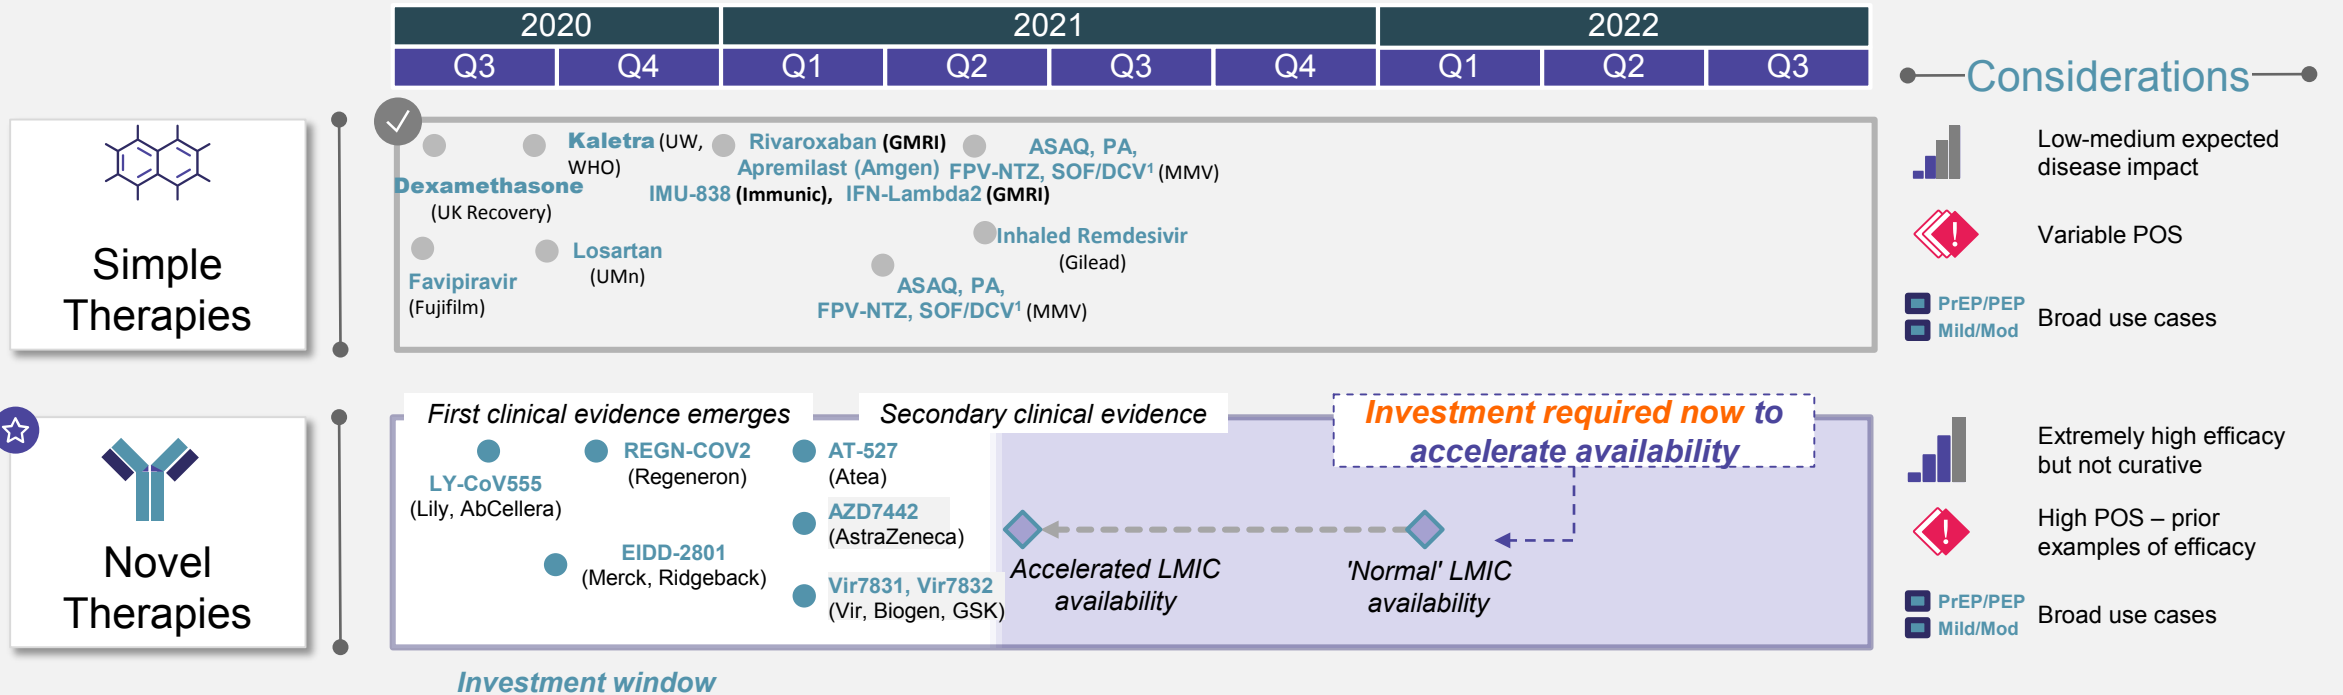 2020 2021 2022
Q3 Q4 Q1 Q2 Q3 Q4 Q1 Q2 Q3
Considerations
Simple
Therapies
Kaletra (UW,
WHO)
Dexamethasone
(UK Recovery)
Rivaroxaban (GMRI)
Apremilast (Amgen)
IMU-838 (Immunic), IFN-Lambda2 (GMRI)
ASAQ, PA,
FPV-NTZ, SOF/DCV¹ (MMV)
Favipiravir
(Fujifilm)
Losartan
(UMn)
Inhaled Remdesivir
(Gilead)
ASAQ, PA,
FPV-NTZ, SOF/DCV¹ (MMV)
Low-medium expected
disease impact
!
Variable POS
PrEP/PEP
Mild/Mod
Broad use cases
Novel
Therapies
First clinical evidence emerges
Secondary clinical evidence
Investment required now to
accelerate availability
LY-CoV555
(Lily, AbCellera)
REGN-COV2
(Regeneron)
AT-527
(Atea)
AZD7442
(AstraZeneca)
EIDD-2801
(Merck, Ridgeback)
Vir7831, Vir7832
(Vir, Biogen, GSK)
Accelerated LMIC
availability
'Normal' LMIC
availability
Extremely high efficacy
but not curative
!
High POS – prior
examples of efficacy
PrEP/PEP
Mild/Mod
Broad use cases
Investment window